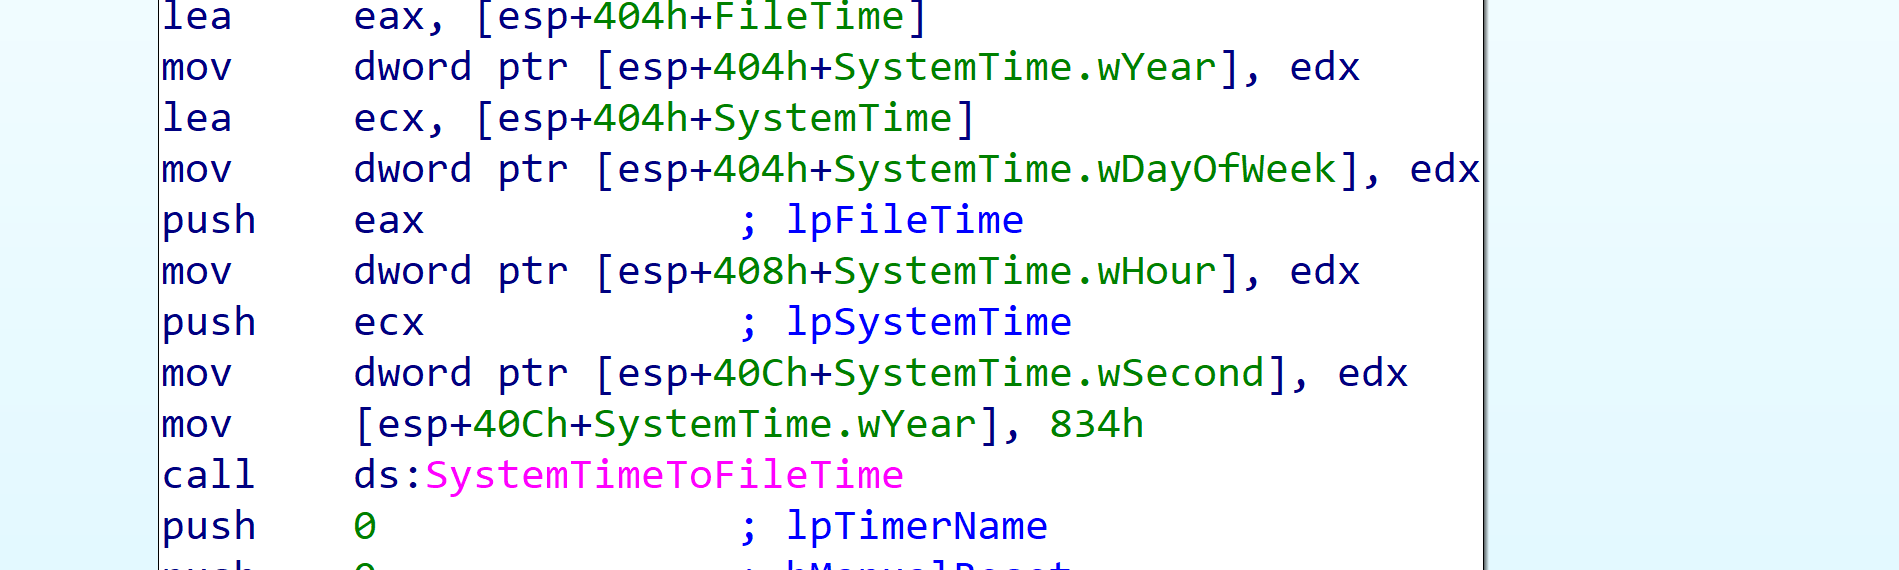 lea eax, [esp+404h+FileTime]
mov dword ptr [esp+404h+SystemTime.wYear], edx
lea ecx, [esp+404h+SystemTime]
mov dword ptr [esp+404h+SystemTime.wDayOfWeek], edx
push eax ; lpFileTime
mov dword ptr [esp+408h+SystemTime.wHour], edx
push ecx ; lpSystemTime
mov dword ptr [esp+40Ch+SystemTime.wSecond], edx
mov [esp+40Ch+SystemTime.wYear], 834h
call ds:SystemTimeToFileTime
push 0 ; lpTimerName
push 0 ; bManualReset